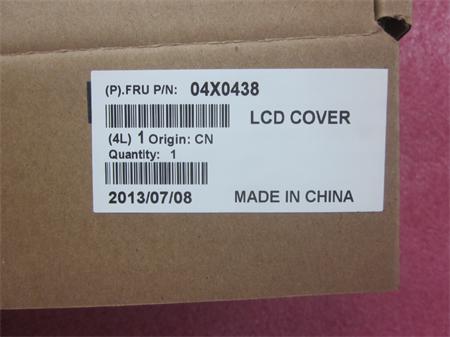 (P).FRU P/N: 04X0438
LCD COVER
(4L) 1 Origin: CN
Quantity: 1
2013/07/08 MADE IN CHINA